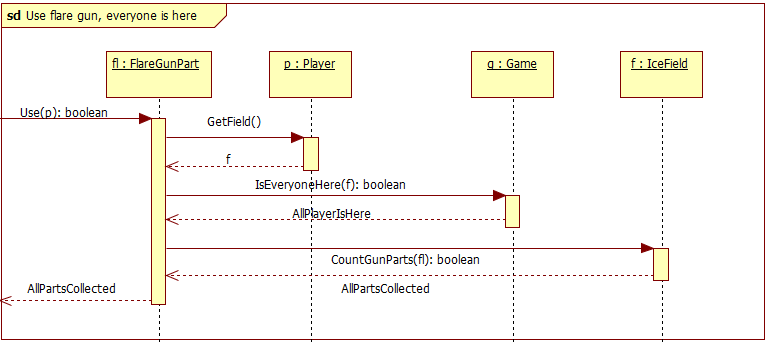 sd Use flare gun, everyone is here
fl : FlareGunPart
p : Player
g : Game
f : IceField
Use(p): boolean
GetField()
f
IsEveryoneHere(f): boolean
AllPlayerIsHere
CountGunParts(fl): boolean
AllPartsCollected
AllPartsCollected